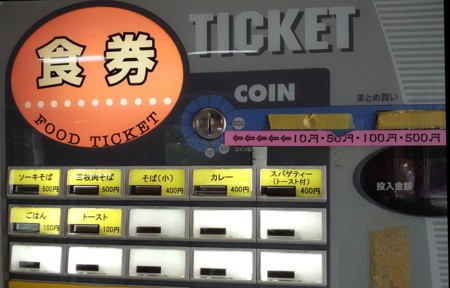 食券
FOOD TICKET
TICKET
COIN
まとめ買い
500
10 50
←←←←←10円・50円・100円・500円
投入金額
ソーキそば 500円
三枚肉そば 500円
そば(小) 400円
カレー 400円
スパゲティー
(トースト付) 400円
ごはん 100円
トースト 100円